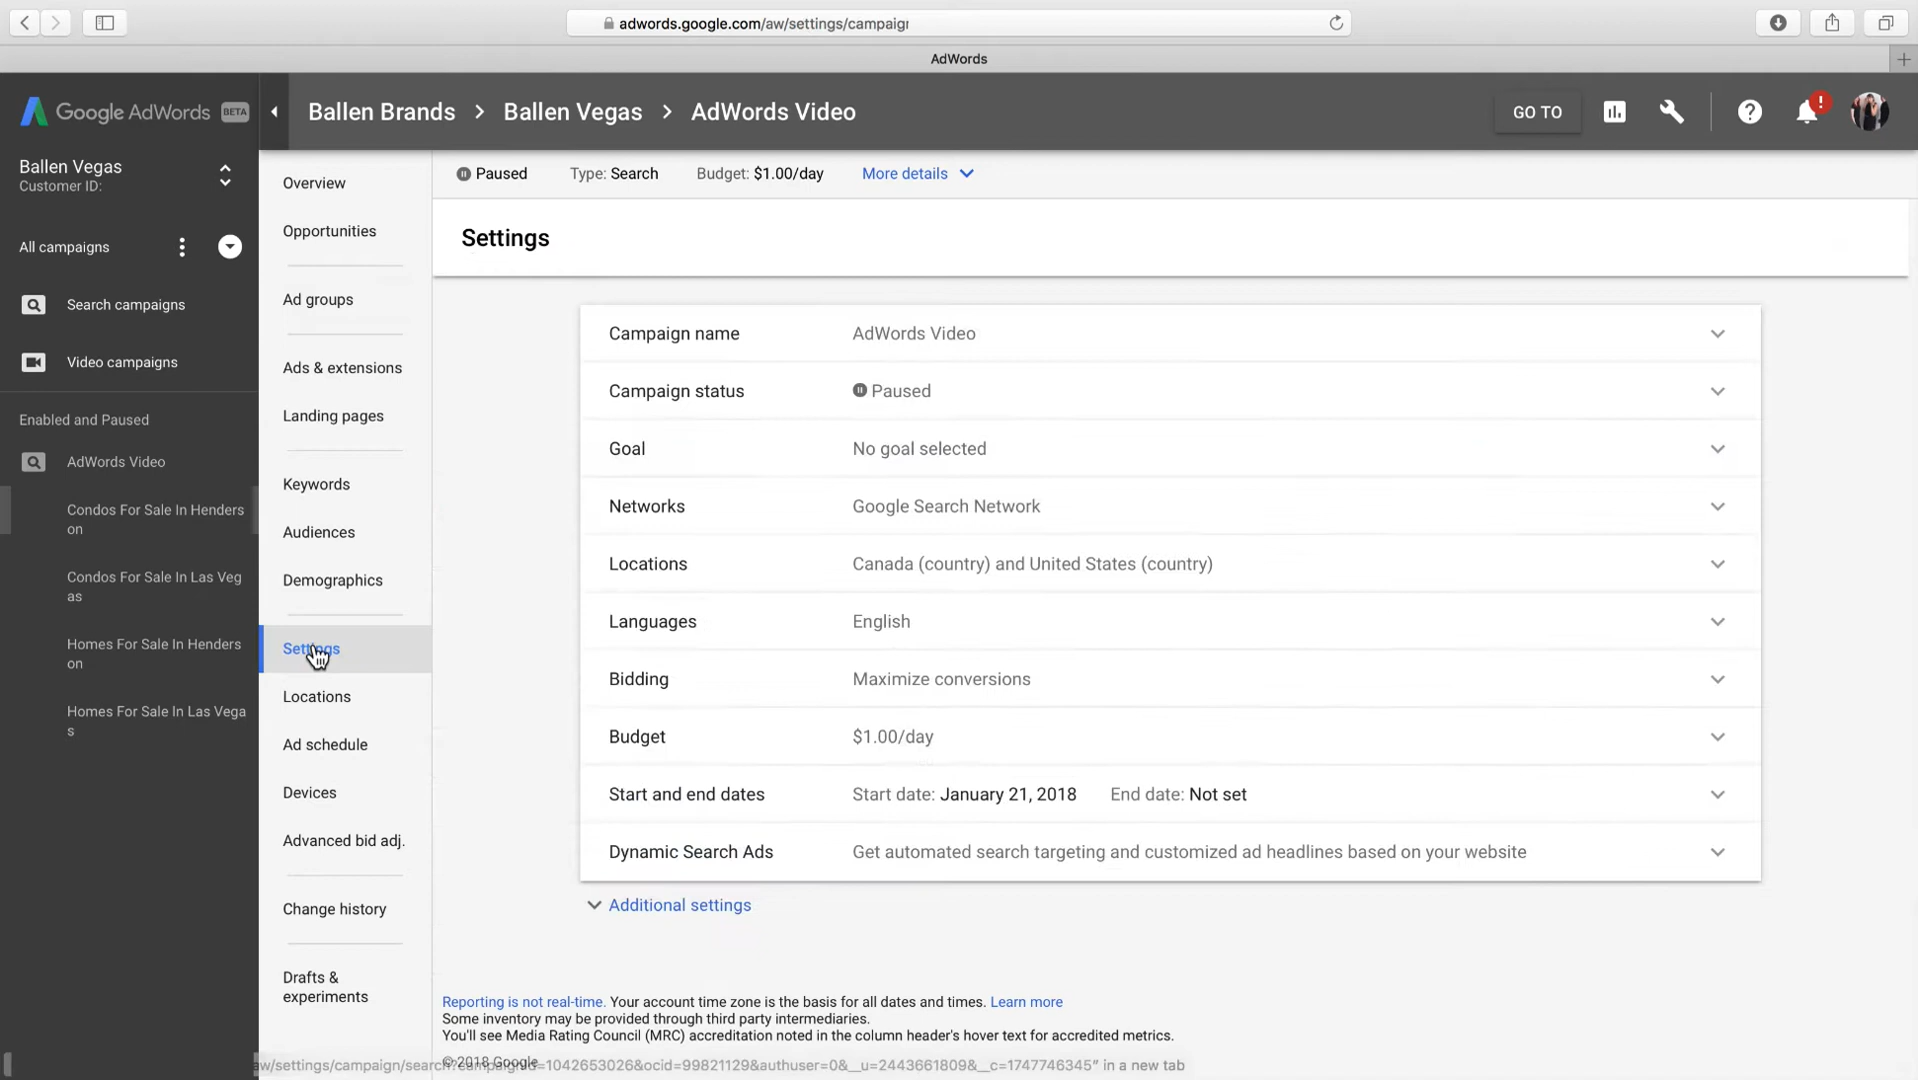 adwords.google.com/aw/settings/campaign
AdWords
Google AdWords BETA
Ballen Brands > Ballen Vegas > AdWords Video
GO TO
Ballen Vegas
Customer ID:
All campaigns
Search campaigns
Video campaigns
Enabled and Paused
AdWords Video
Condos For Sale In Henders
on
Condos For Sale In Las Veg
as
Homes For Sale In Henders
on
Homes For Sale In Las Vega
s
Overview
Opportunities
Ad groups
Ads & extensions
Landing pages
Keywords
Audiences
Demographics
Settings
Locations
Ad schedule
Devices
Advanced bid adj.
Change history
Drafts &
experiments
Paused Type: Search Budget: $1.00/day More details
Settings
Campaign name AdWords Video
Campaign status Paused
Goal No goal selected
Networks Google Search Network
Locations Canada (country) and United States (country)
Languages English
Bidding Maximize conversions
Budget $1.00/day
Start and end dates Start date: January 21, 2018 End date: Not set
Dynamic Search Ads Get automated search targeting and customized ad headlines based on your website
Additional settings
Reporting is not real-time. Your account time zone is the basis for all dates and times. Learn more
Some inventory may be provided through third party intermediaries.
You'll see Media Rating Council (MRC) accreditation noted in the column header's hover text for accredited metrics.
© 2018 Google
aw/settings/campaign/search?campaignId=1042653026&ocid=99821129&authuser=0&__u=2443661809&__c=1747746345" in a new tab